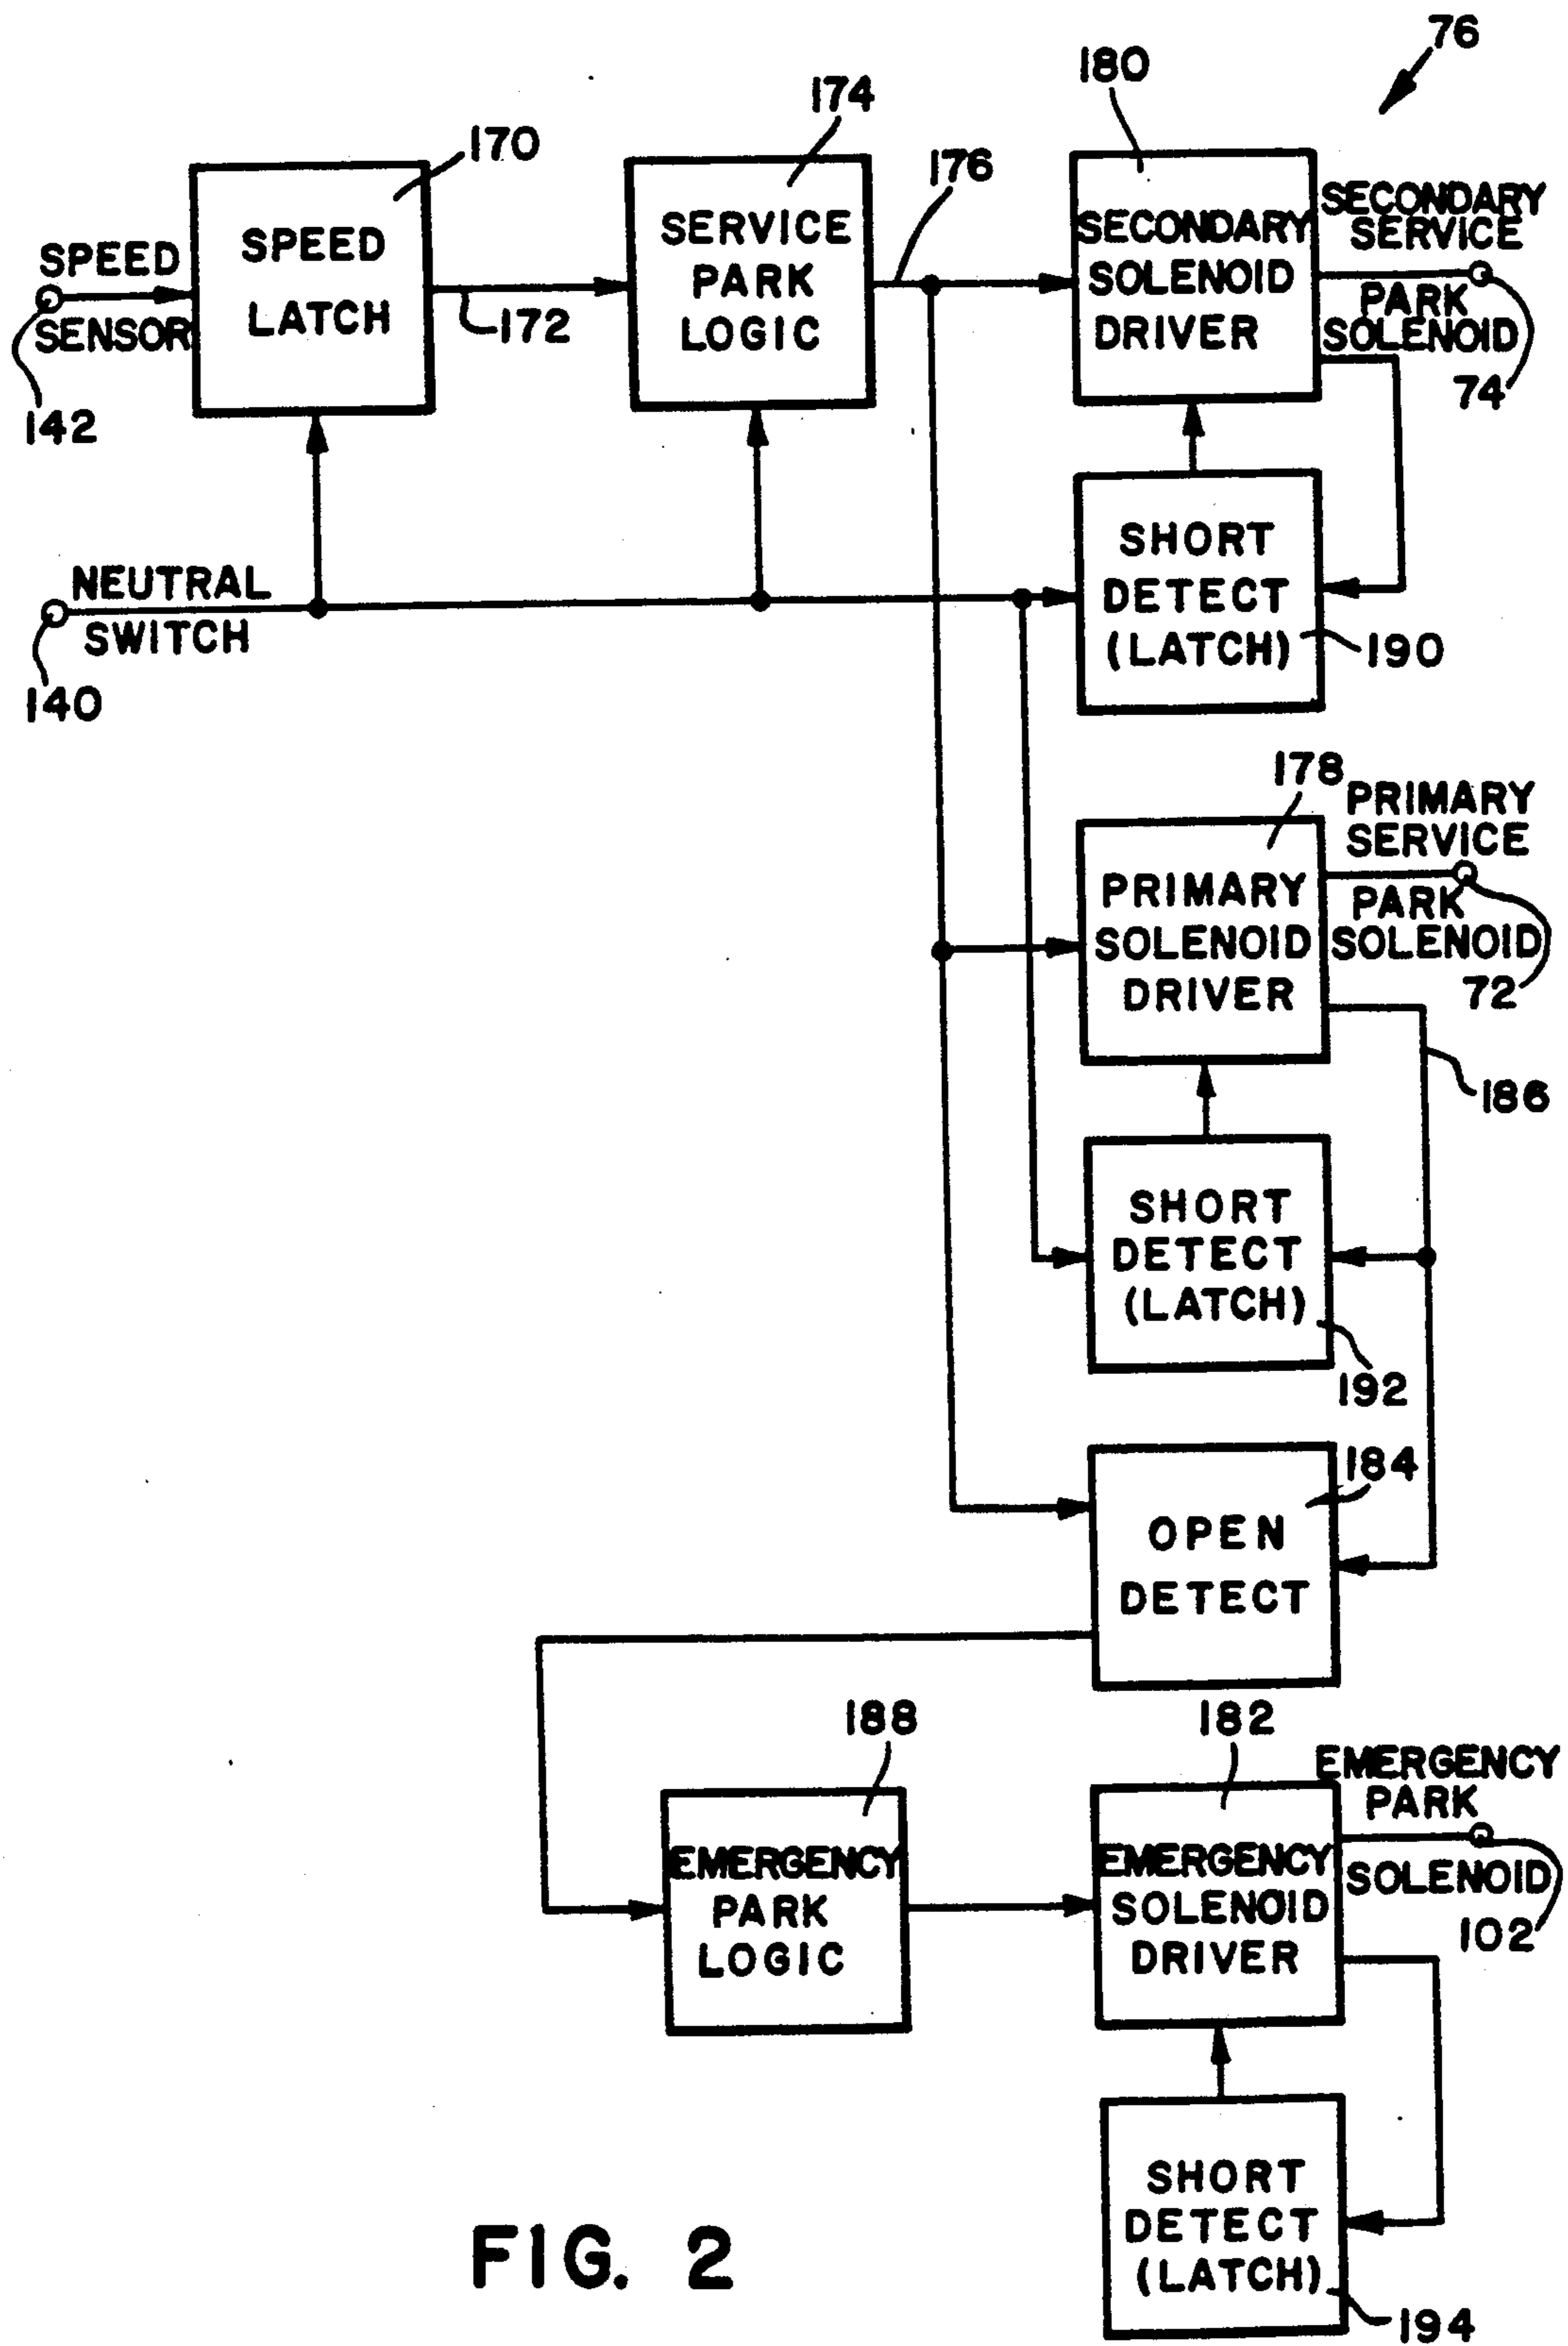 76
180
174
170
176
SPEED
LATCH
SERVICE
PARK
LOGIC
SECONDARY
SOLENOID
DRIVER
SECONDARY
SERVICE
PARK
SOLENOID
74
SPEED
SENSOR
142
172
NEUTRAL
SWITCH
140
SHORT
DETECT
(LATCH)
190
178
PRIMARY
SERVICE
PARK
SOLENOID
72
PRIMARY
SOLENOID
DRIVER
186
SHORT
DETECT
(LATCH)
192
184
OPEN
DETECT
188
182
EMERGENCY
PARK
SOLENOID
102
EMERGENCY
PARK
LOGIC
EMERGENCY
SOLENOID
DRIVER
SHORT
DETECT
(LATCH)
194
FIG. 2